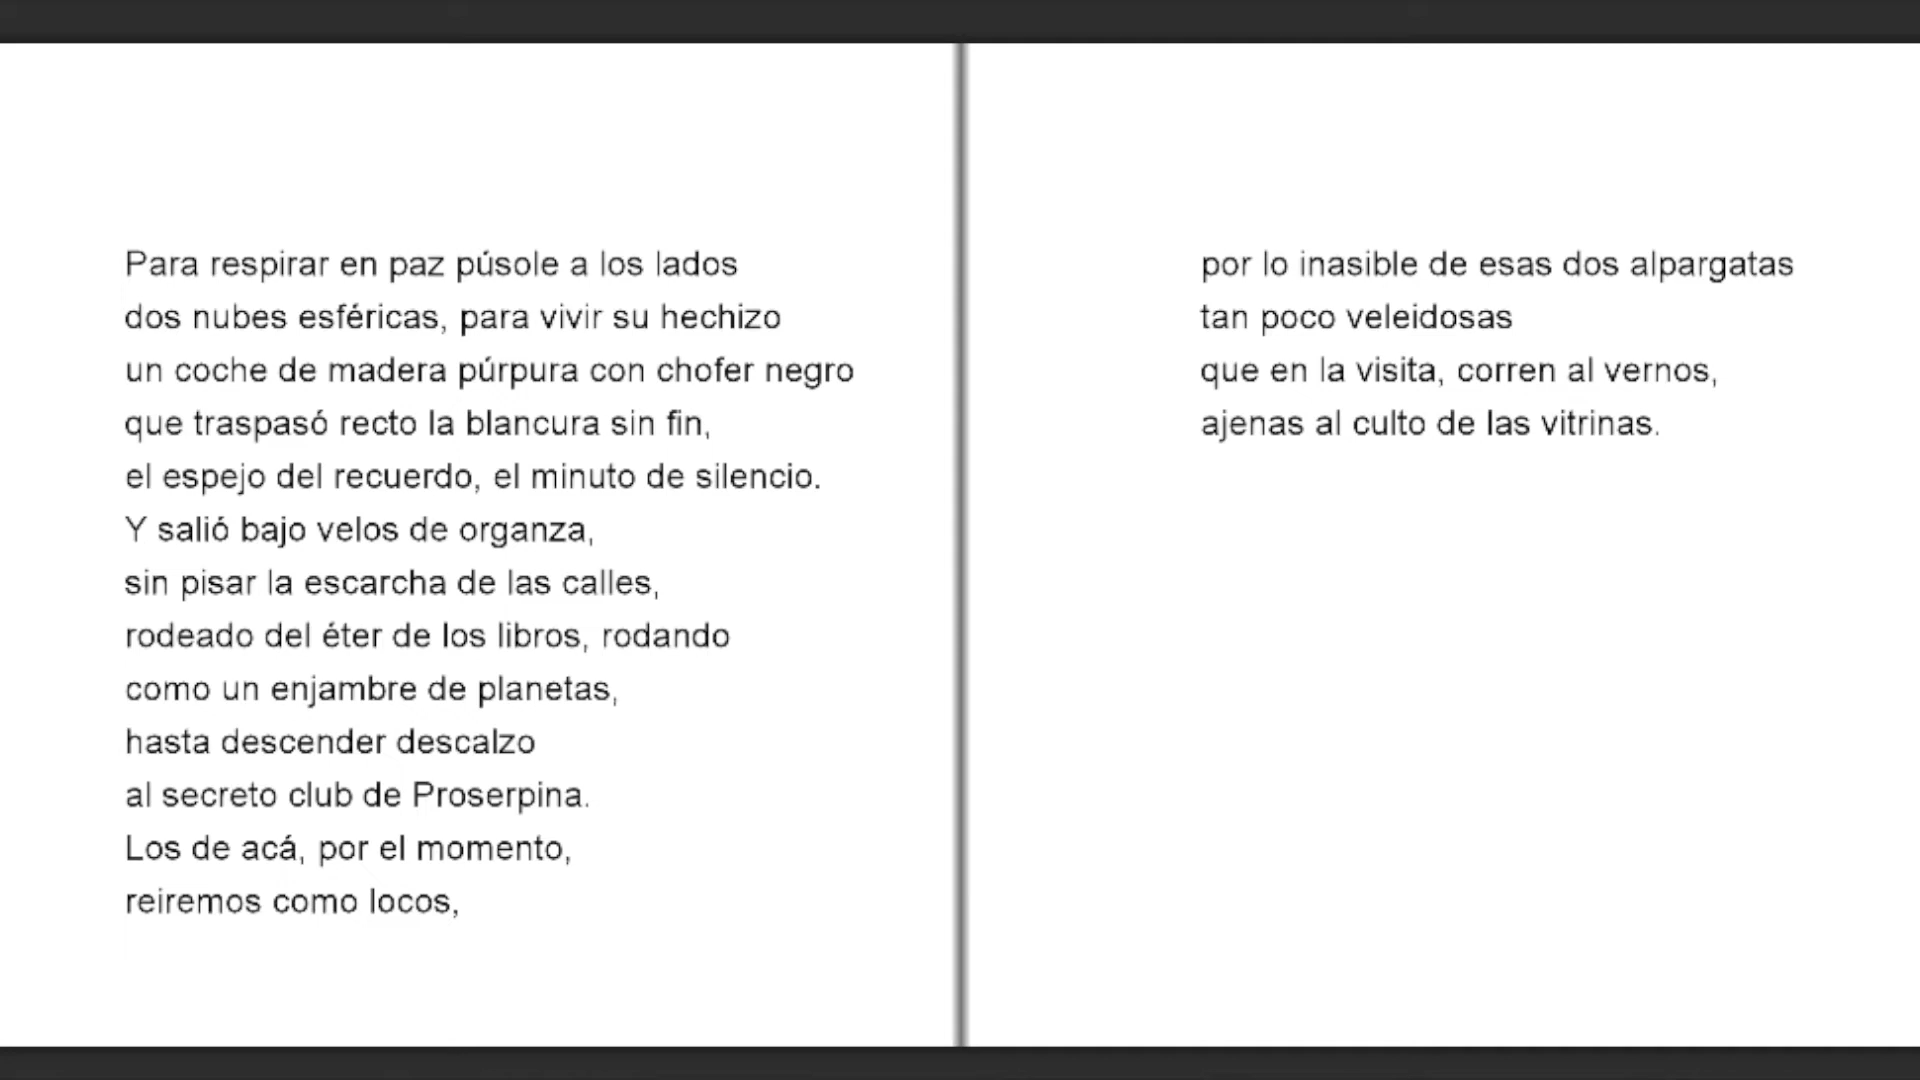 Para respirar en paz púsole a los lados
dos nubes esféricas, para vivir su hechizo
un coche de madera púrpura con chofer negro
que traspasó recto la blancura sin fin,
el espejo del recuerdo, el minuto de silencio.
Y salió bajo velos de organza,
sin pisar la escarcha de las calles,
rodeado del éter de los libros, rodando
como un enjambre de planetas,
hasta descender descalzo
al secreto club de Proserpina.
Los de acá, por el momento,
reiremos como locos,
por lo inasible de esas dos alpargatas
tan poco veleidosas
que en la visita, corren al vernos,
ajenas al culto de las vitrinas.